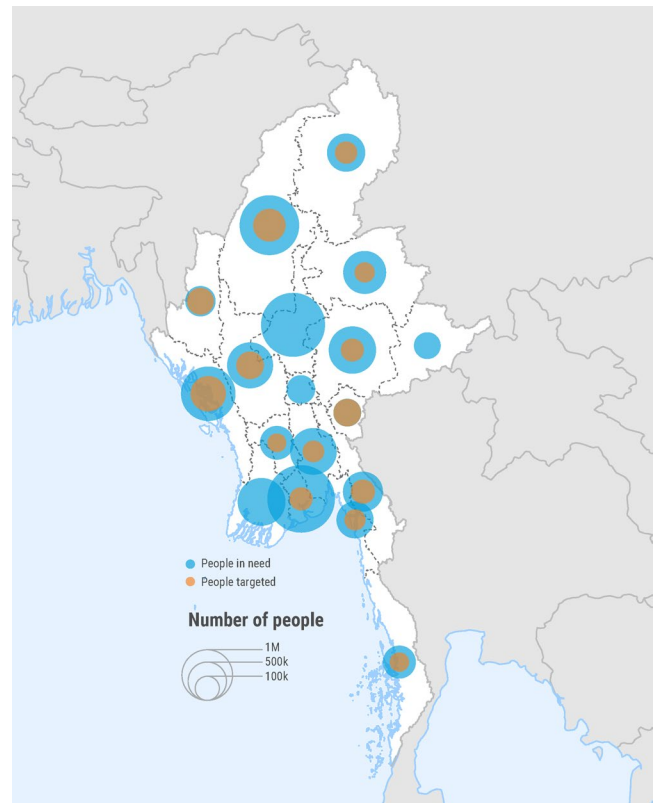 People in need
People targeted
Number of people
1M
500k
100k